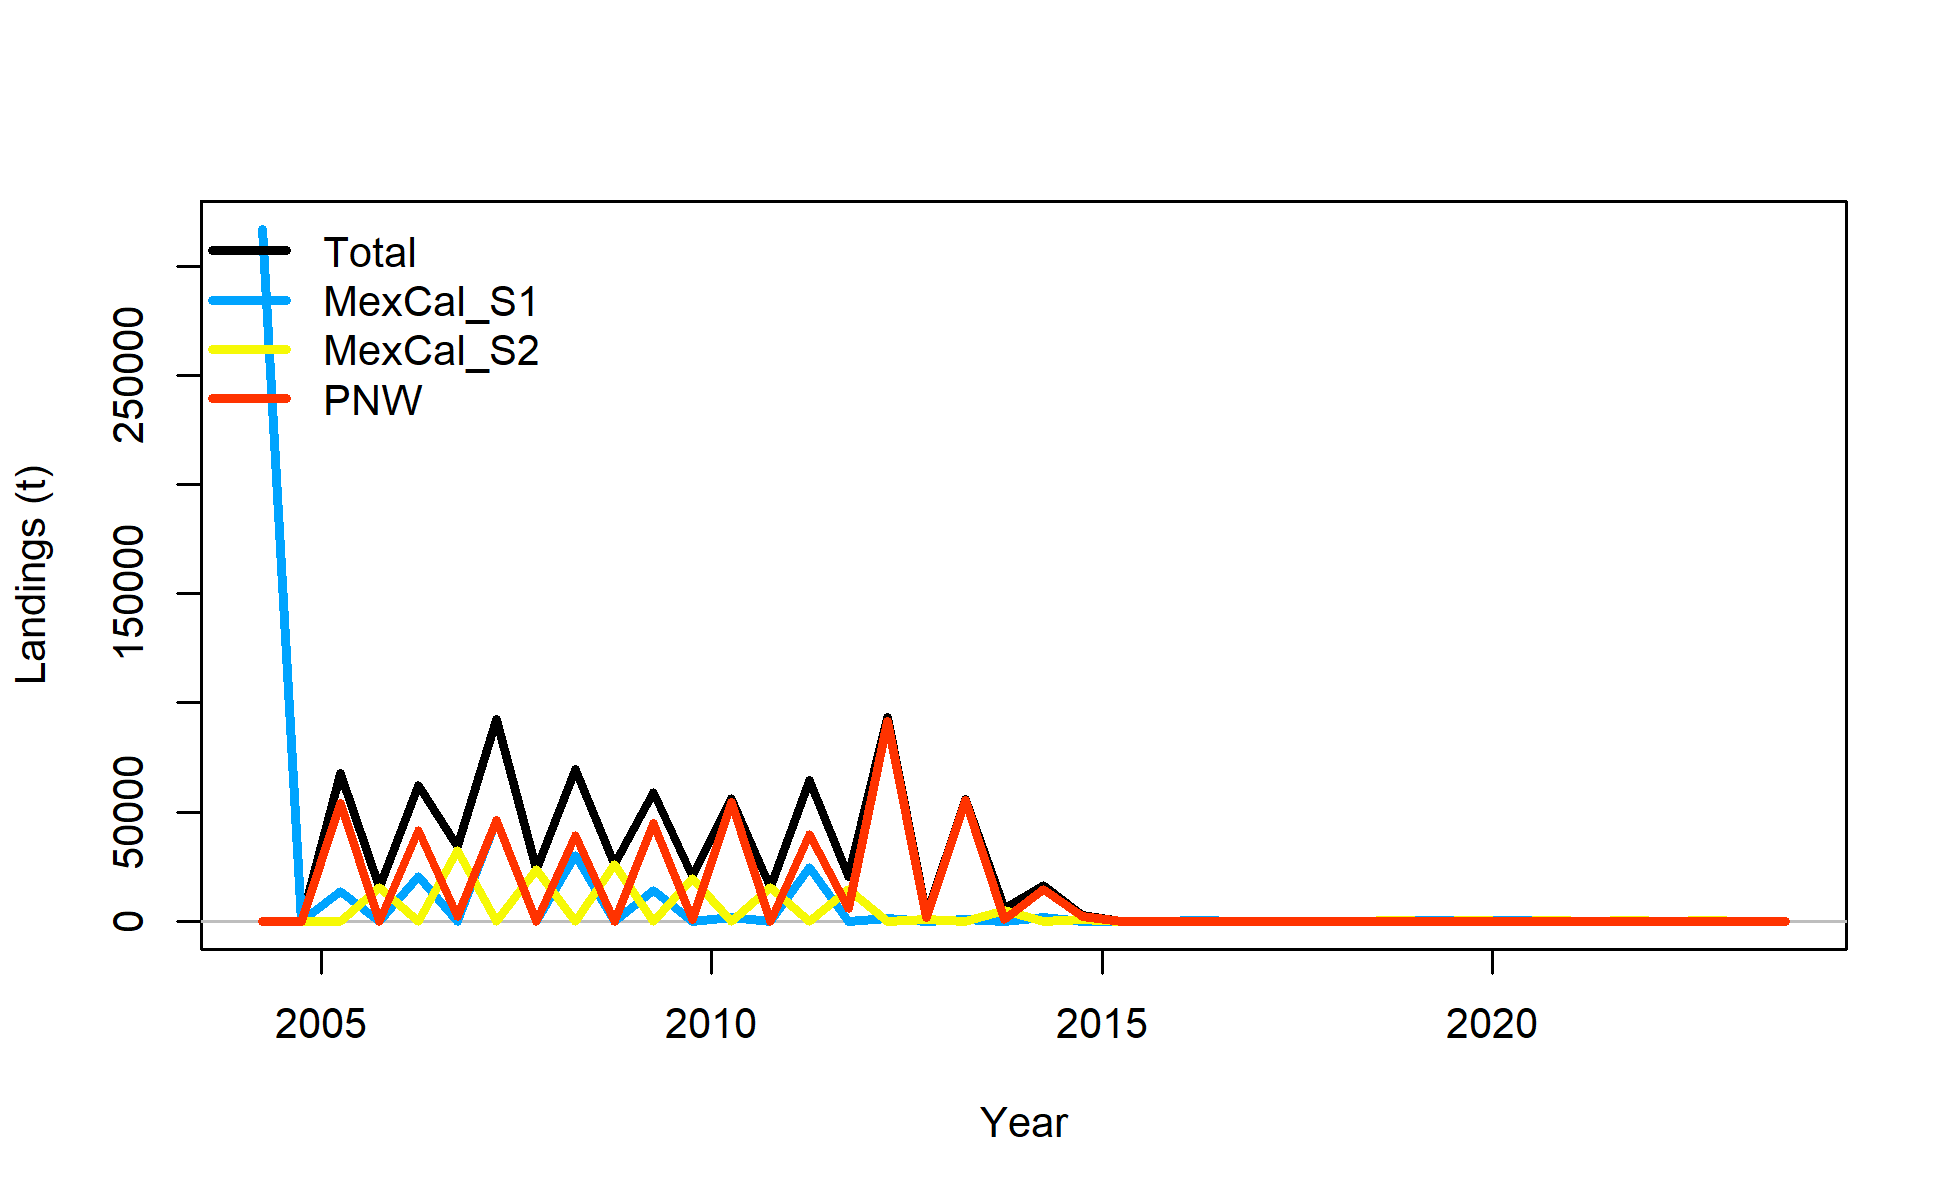 Total
MexCal_S1
MexCal_S2
PNW
Landings (t)
250000
150000
50000
0
2005 2010 2015 2020
Year